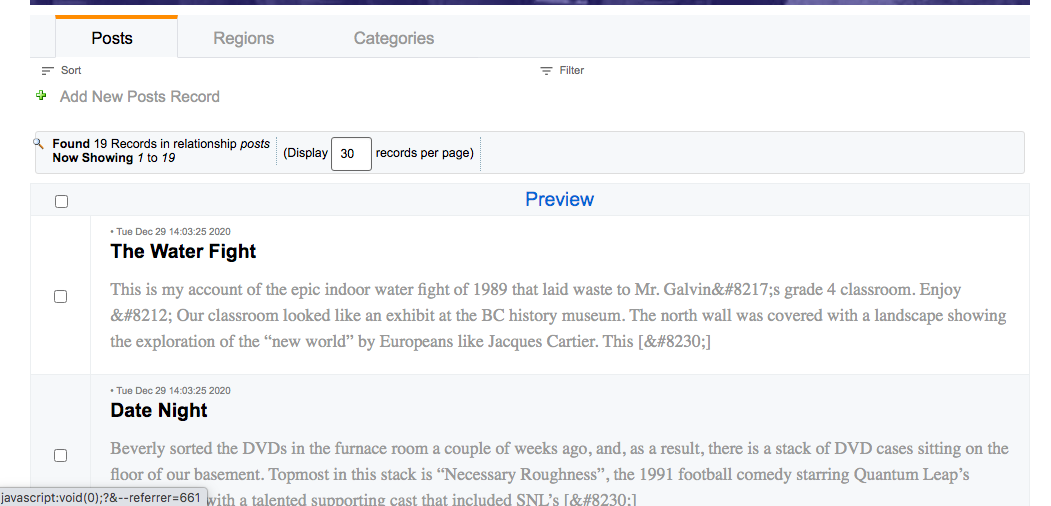 Posts Regions Categories
Sort Filter
Add New Posts Record
Found 19 Records in relationship posts
Now Showing 1 to 19
(Display 30 records per page)
Preview
• Tue Dec 29 14:03:25 2020
The Water Fight
This is my account of the epic indoor water fight of 1989 that laid waste to Mr. Galvin&#8217;s grade 4 classroom. Enjoy
&#8212; Our classroom looked like an exhibit at the BC history museum. The north wall was covered with a landscape showing
the exploration of the “new world” by Europeans like Jacques Cartier. This [&#8230;]
• Tue Dec 29 14:03:25 2020
Date Night
Beverly sorted the DVDs in the furnace room a couple of weeks ago, and, as a result, there is a stack of DVD cases sitting on the
floor of our basement. Topmost in this stack is “Necessary Roughness”, the 1991 football comedy starring Quantum Leap’s
with a talented supporting cast that included SNL’s [&#8230;]
javascript:void(0);?&--referrer=661